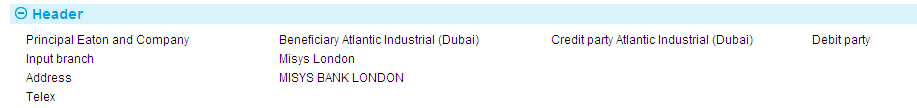 Header
Principal Eaton and Company Beneficiary Atlantic Industrial (Dubai) Credit party Atlantic Industrial (Dubai) Debit party
Input branch Misys London
Address MISYS BANK LONDON
Telex